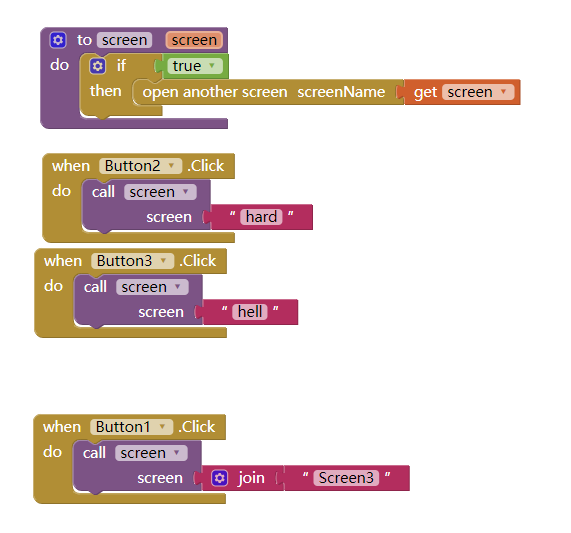 to screen screen
do if true
then open another screen screenName get screen
when Button2 .Click
do call screen
screen " hard "
when Button3 .Click
do call screen
screen " hell "
when Button1 .Click
do call screen
screen join " Screen3 "